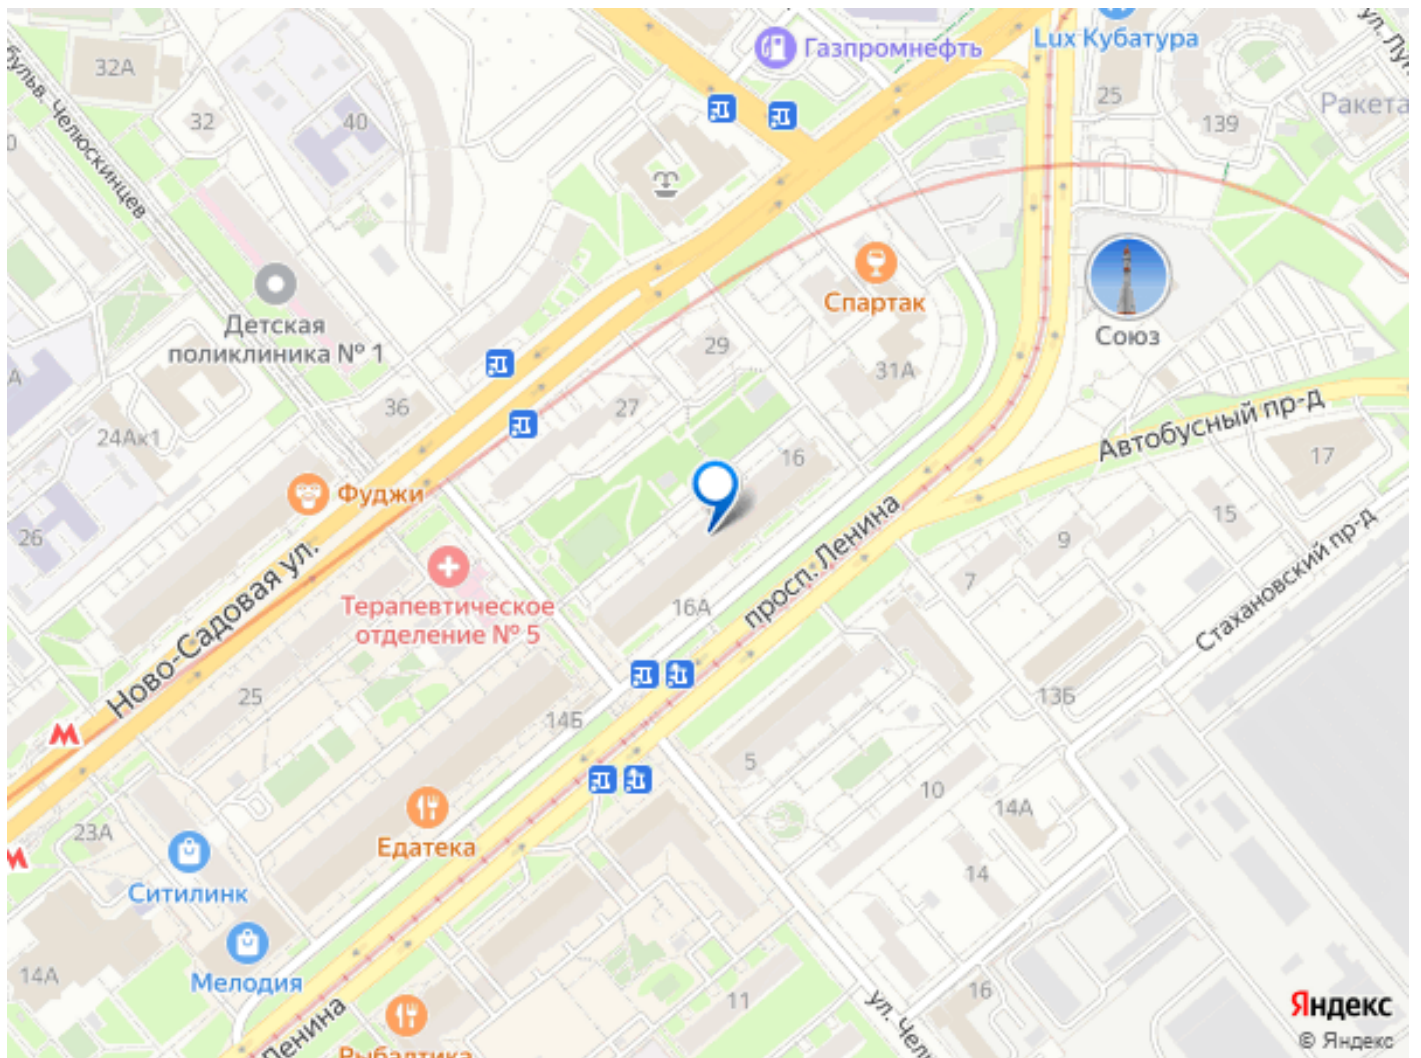 Lux Кубатура
Газпромнефть
ул. Лу
32А
25
Ракета
139
32
40
бульв. Челюскинцев
Спартак
Детская
поликлиника № 1
Союз
29
31А
36
27
24Ак1
Автобусный пр-д
16
17
Фуджи
26
15
9
просп. Ленина
Стахановский пр-д
7
Терапевтическое
отделение № 5
16А
Ново-Садовая ул.
25
14Б
13Б
5
10
14А
23А
Едатека
14
Ситилинк
14А
Мелодия
11
16
ул. Чел
Ленина
Рыбалтика
Яндекс
© Яндекс